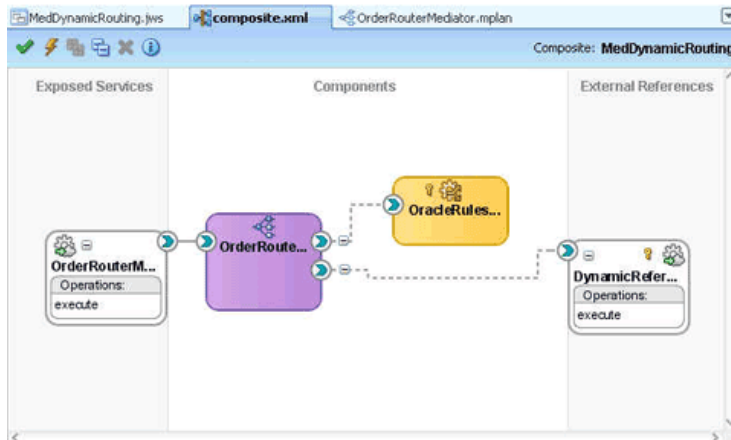 MedDynamicRouting.jws
composite.xml
OrderRouterMediator.mplan
Composite: MedDynamicRouting
Exposed Services
Components
External References
OracleRules...
OrderRoute...
OrderRouterM...
Operations:
execute
DynamicRefer...
Operations:
execute